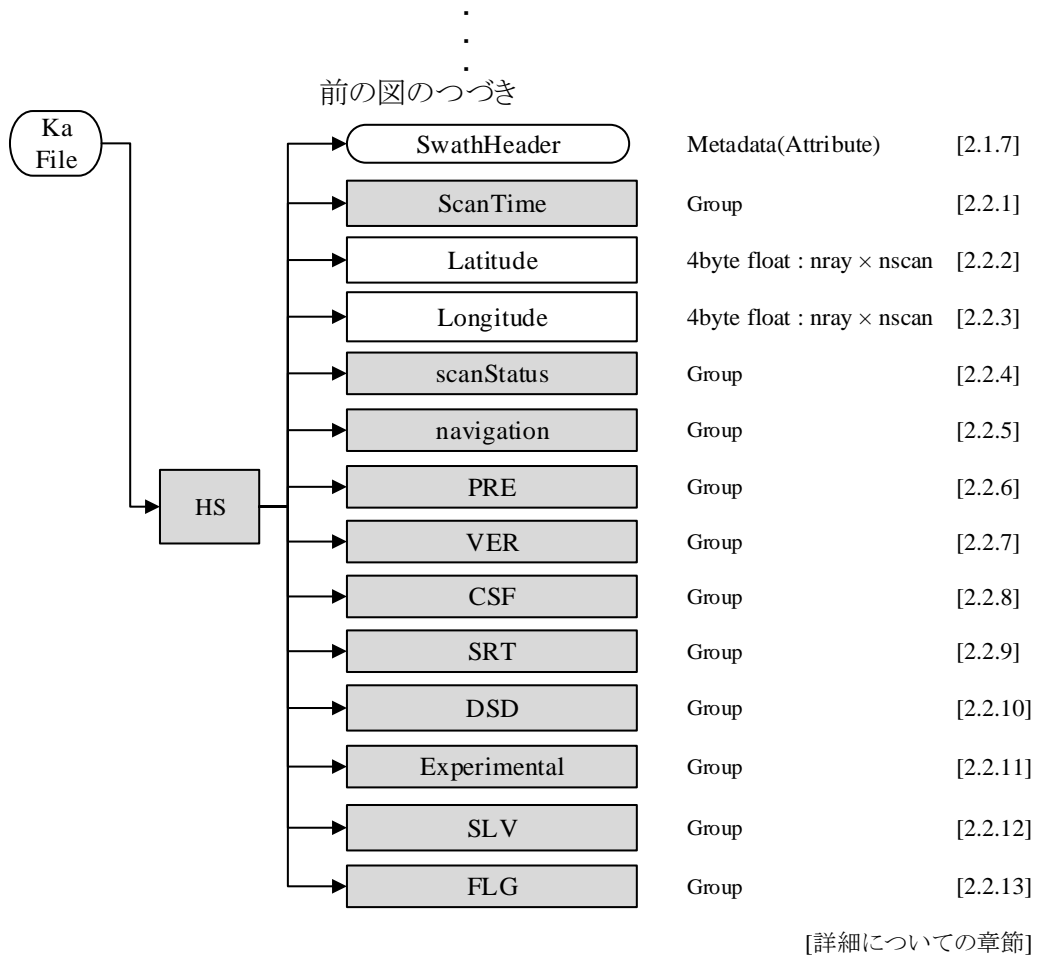 前の図のつづき
Ka
File
SwathHeader Metadata(Attribute) [2.1.7]
ScanTime Group [2.2.1]
Latitude 4byte float : nray × nscan [2.2.2]
Longitude 4byte float : nray × nscan [2.2.3]
scanStatus Group [2.2.4]
navigation Group [2.2.5]
HS
PRE Group [2.2.6]
VER Group [2.2.7]
CSF Group [2.2.8]
SRT Group [2.2.9]
DSD Group [2.2.10]
Experimental Group [2.2.11]
SLV Group [2.2.12]
FLG Group [2.2.13]
[詳細についての章節]